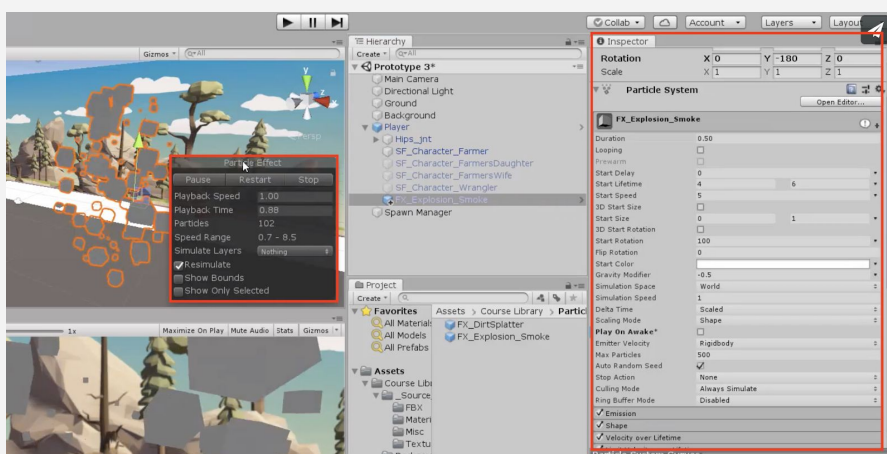 Collab
Account
Layers
Layou
Gizmos
All
y
z
Persp
Particle Effect
Pause Restart Stop
Playback Speed 1.00
Playback Time 0.98
Particles 102
Speed Range 0.7 - 8.5
Simulate Layers Nothing
Resimulate
Show Bounds
Show Only Selected
1x Maximize On Play Mute Audio Stats Gizmos
Hierarchy
Create All
Prototype 3*
Main Camera
Directional Light
Ground
Background
Player
Hips_jnt
SF_Character_Farmer
SF_Character_FarmersDaughter
SF_Character_FarmersWife
SF_Character_Wrangler
FX_Explosion_Smoke
Spawn Manager
Project
Create
Favorites
All Material
All Models
All Prefabs
Assets
Course Libr
_Source
FBX
Materi
Misc
Textu
Assets > Course Library > Partic
FX_DirtSplatter
FX_Explosion_Smoke
Inspector
Rotation X 0 Y -180 Z 0
Scale X 1 Y 1 Z 1
Particle System
Open Editor...
FX_Explosion_Smoke
Duration 0.50
Looping
Prewarm
Start Delay 0
Start Lifetime 4 6
Start Speed 5
3D Start Size
Start Size 0 1
3D Start Rotation
Start Rotation 100
Flip Rotation 0
Start Color
Gravity Modifier -0.5
Simulation Space World
Simulation Speed 1
Delta Time Scaled
Scaling Mode Shape
Play On Awake*
Emitter Velocity Rigidbody
Max Particles 500
Auto Random Seed
Stop Action None
Culling Mode Always Simulate
Ring Buffer Mode Disabled
Emission
Shape
Velocity over Lifetime